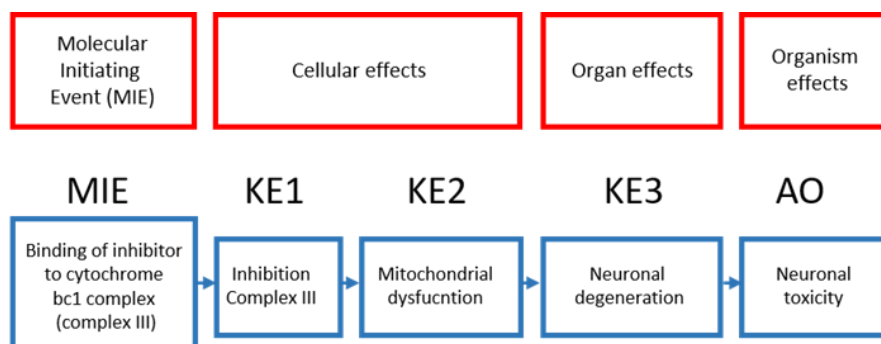 Molecular
Initiating
Event (MIE)
Cellular effects
Organ effects
Organism
effects
MIE
KE1
KE2
KE3
AO
Binding of inhibitor
to cytochrome
bc1 complex
(complex III)
Inhibition
Complex III
Mitochondrial
dysfucntion
Neuronal
degeneration
Neuronal
toxicity